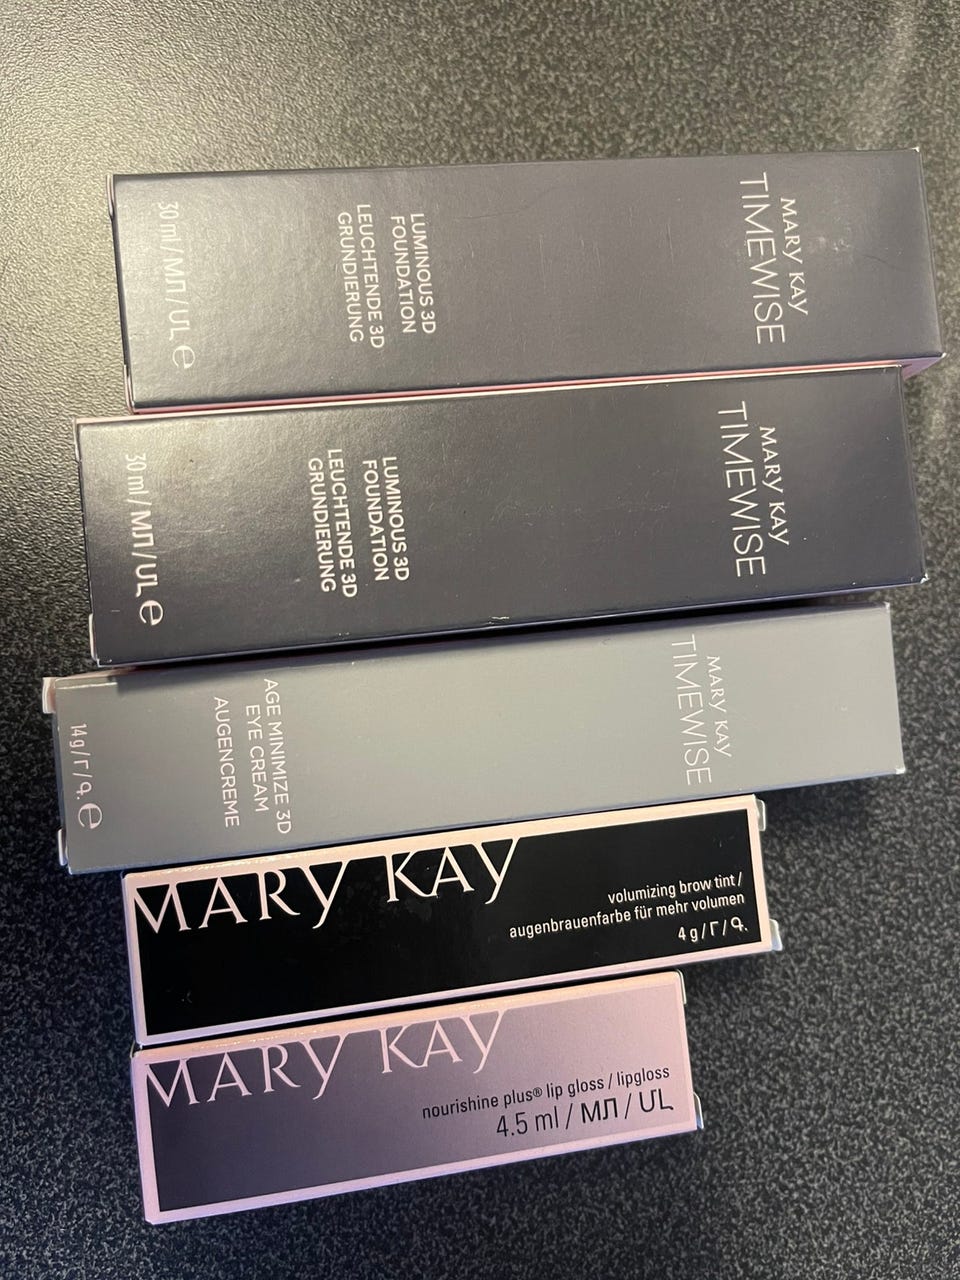 MARY KAY
TIMEWISE
LUMINOUS 3D
FOUNDATION
LEUCHTENDE 3D
GRUNDIERUNG
30 ml / МЛ / ՄԼ ℮
MARY KAY
TIMEWISE
LUMINOUS 3D
FOUNDATION
LEUCHTENDE 3D
GRUNDIERUNG
30 ml / МЛ / ՄԼ ℮
MARY KAY
TIMEWISE
AGE MINIMIZE 3D
EYE CREAM
AUGENCREME
14 g / Г / Գ. ℮
MARY KAY
volumizing brow tint /
augenbrauenfarbe für mehr volumen
4 g / Г / Գ.
MARY KAY
nourishine plus® lip gloss / lipgloss
4.5 ml / МЛ / ՄԼ